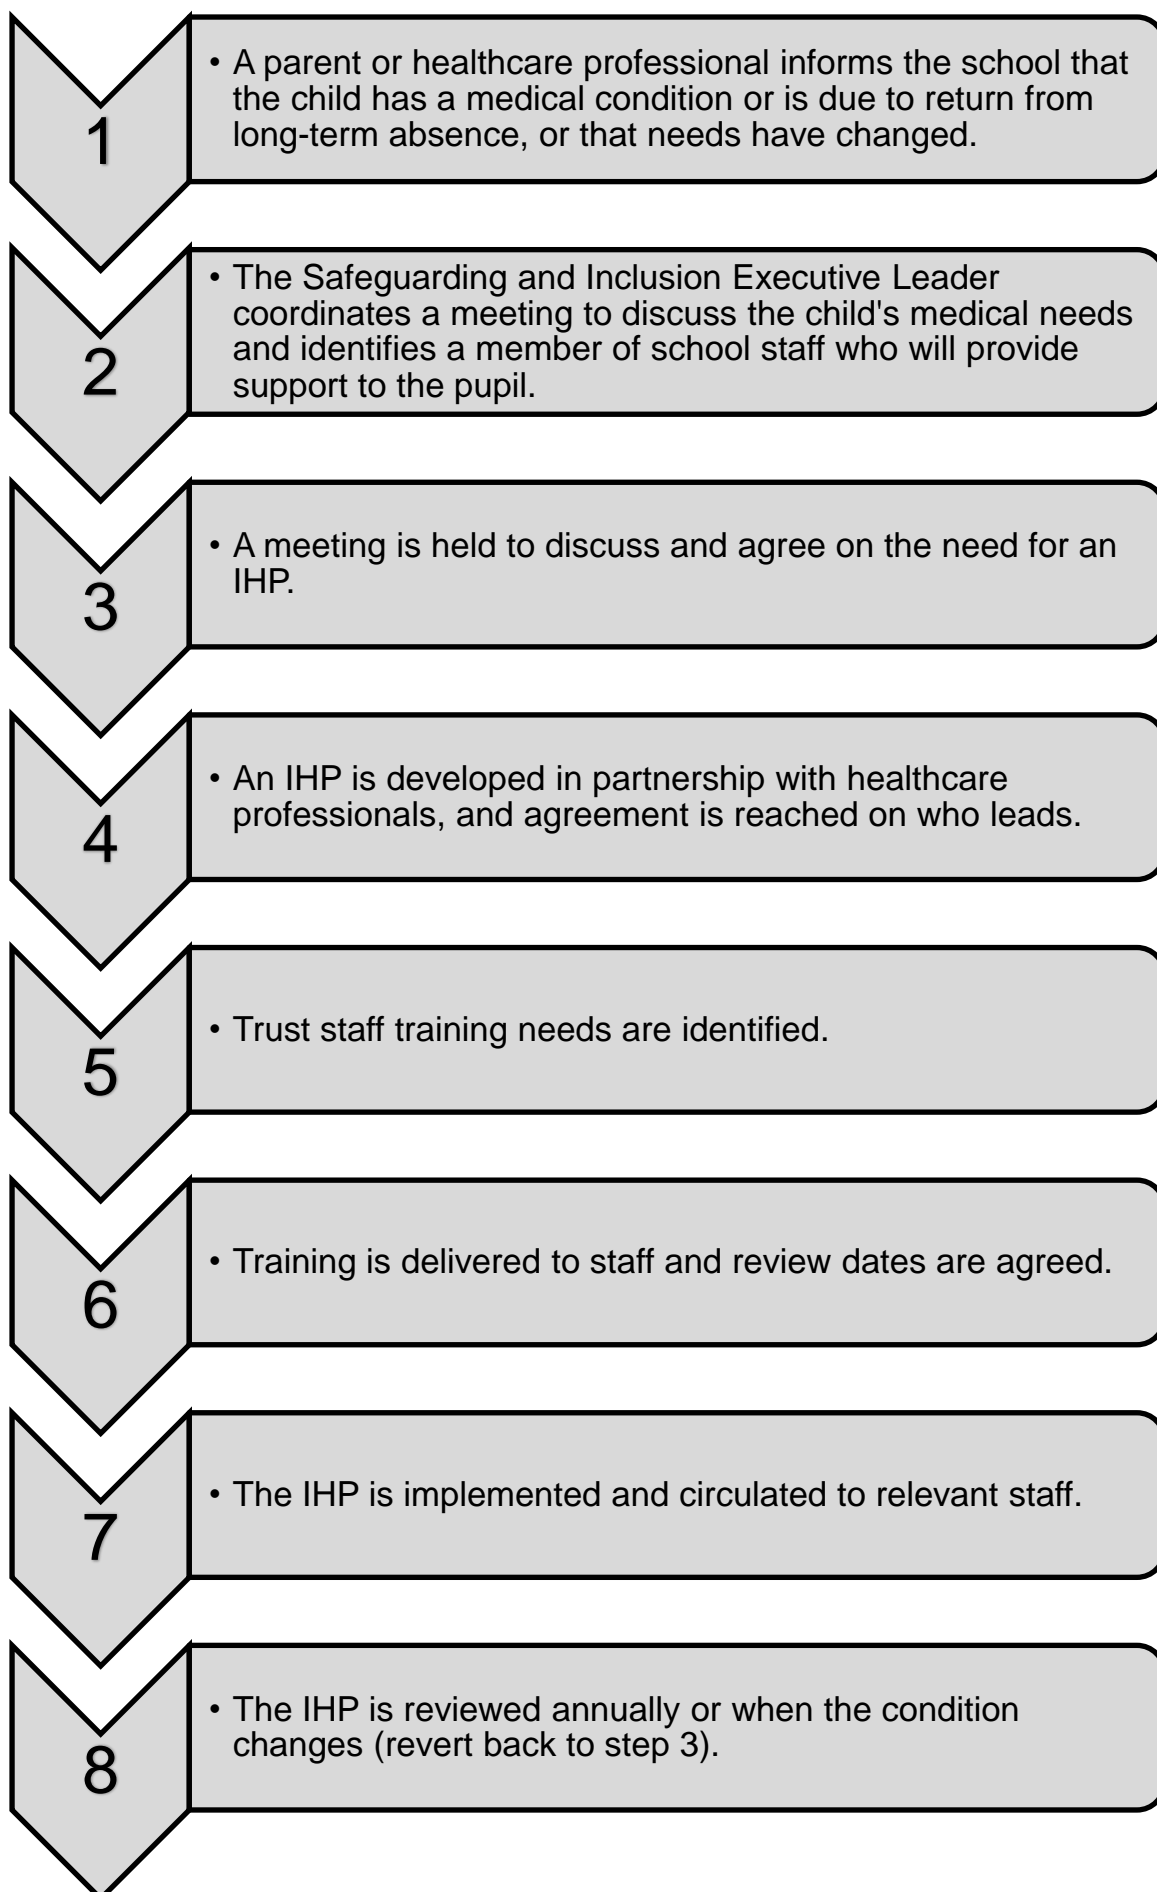 1
• A parent or healthcare professional informs the school that
the child has a medical condition or is due to return from
long-term absence, or that needs have changed.
2
• The Safeguarding and Inclusion Executive Leader
coordinates a meeting to discuss the child's medical needs
and identifies a member of school staff who will provide
support to the pupil.
3
• A meeting is held to discuss and agree on the need for an
IHP.
4
• An IHP is developed in partnership with healthcare
professionals, and agreement is reached on who leads.
5
• Trust staff training needs are identified.
6
• Training is delivered to staff and review dates are agreed.
7
• The IHP is implemented and circulated to relevant staff.
8
• The IHP is reviewed annually or when the condition
changes (revert back to step 3).